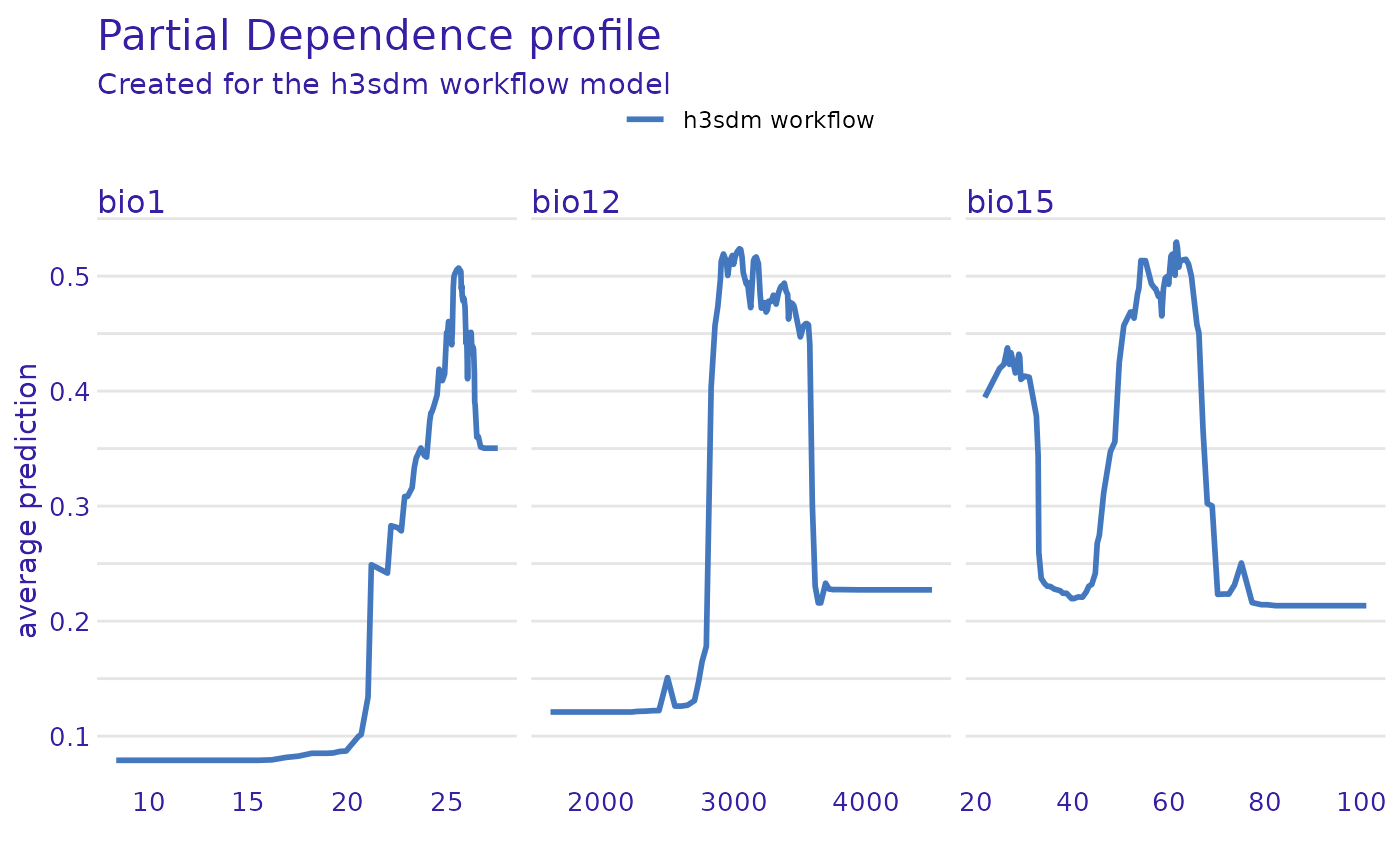 Partial Dependence profile
Created for the h3sdm workflow model
h3sdm workflow
bio1 bio12 bio15
average prediction
0.5
0.4
0.3
0.2
0.1
10 15 20 25 2000 3000 4000 20 40 60 80 100